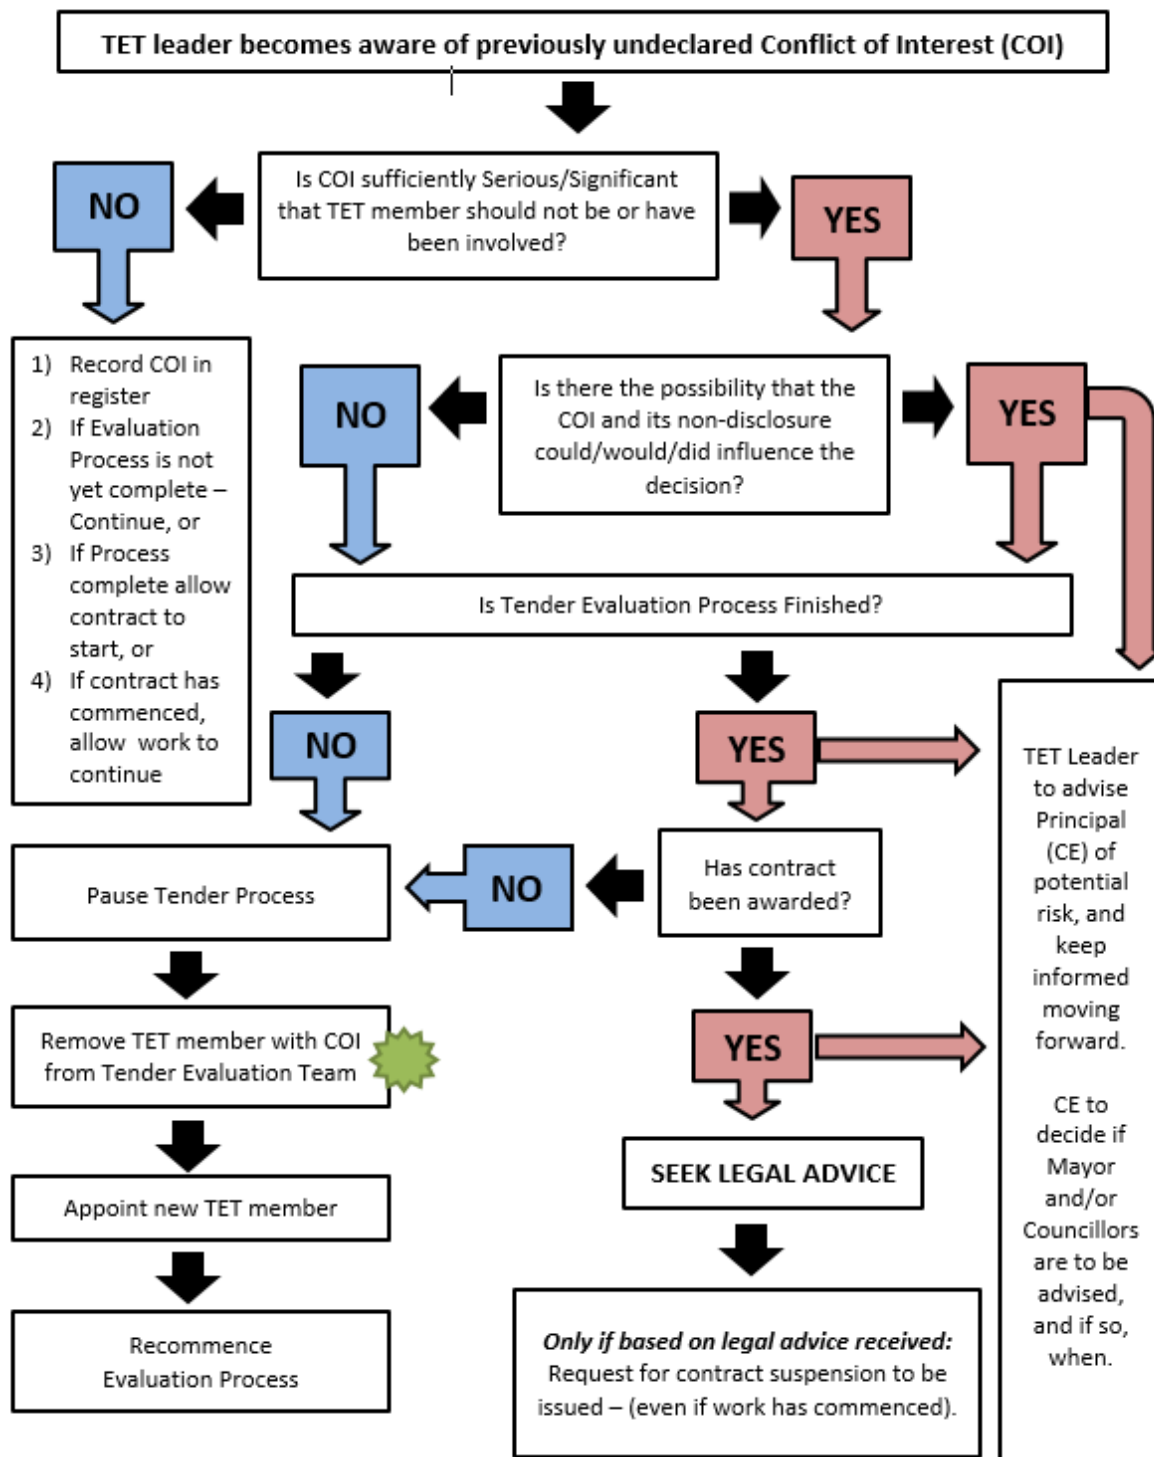 TET leader becomes aware of previously undeclared Conflict of Interest (COI)
NO
Is COI sufficiently Serious/Significant
that TET member should not be or have
been involved?
YES
1) Record COI in
register
2) If Evaluation
Process is not
yet complete –
Continue, or
3) If Process
complete allow
contract to
start, or
4) If contract has
commenced,
allow work to
continue
NO
Is there the possibility that the
COI and its non-disclosure
could/would/did influence the
decision?
YES
Is Tender Evaluation Process Finished?
NO
YES
Pause Tender Process
NO
Has contract
been awarded?
Remove TET member with COI
from Tender Evaluation Team
YES
Appoint new TET member
SEEK LEGAL ADVICE
Recommence
Evaluation Process
Only if based on legal advice received:
Request for contract suspension to be
issued – (even if work has commenced).
TET Leader
to advise
Principal
(CE) of
potential
risk, and
keep
informed
moving
forward.
CE to
decide if
Mayor
and/or
Councillors
are to be
advised,
and if so,
when.